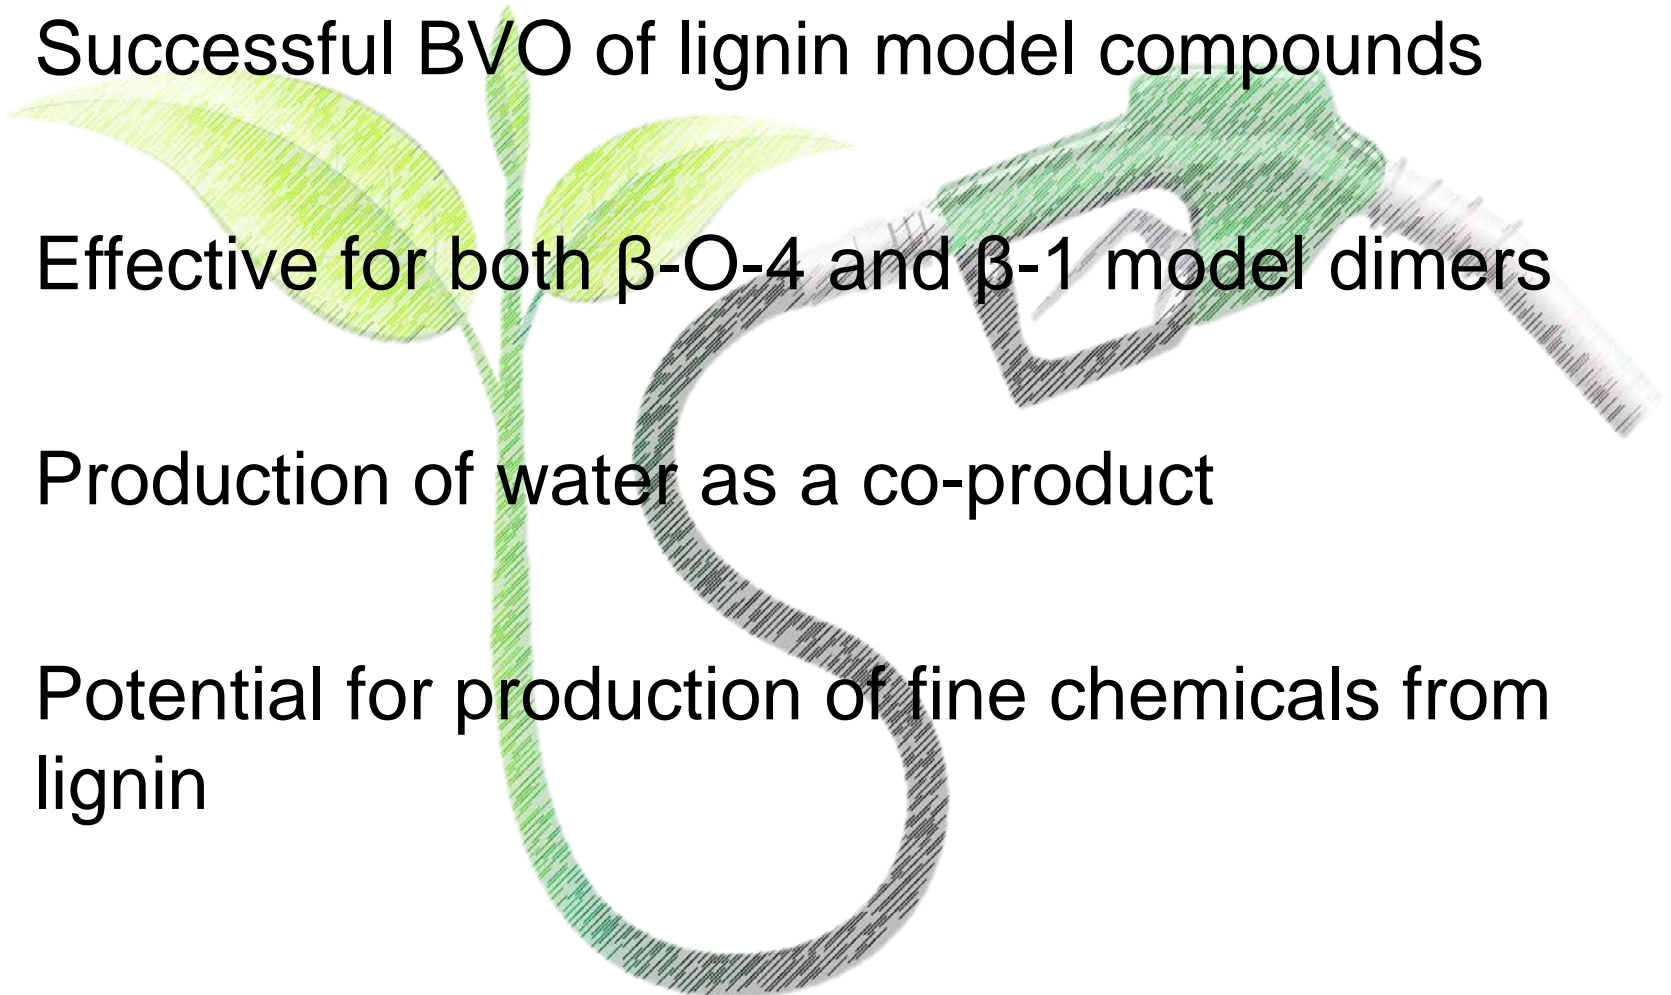 Successful BVO of lignin model compounds
Effective for both β-O-4 and β-1 model dimers
Production of water as a co-product
Potential for production of fine chemicals from
lignin